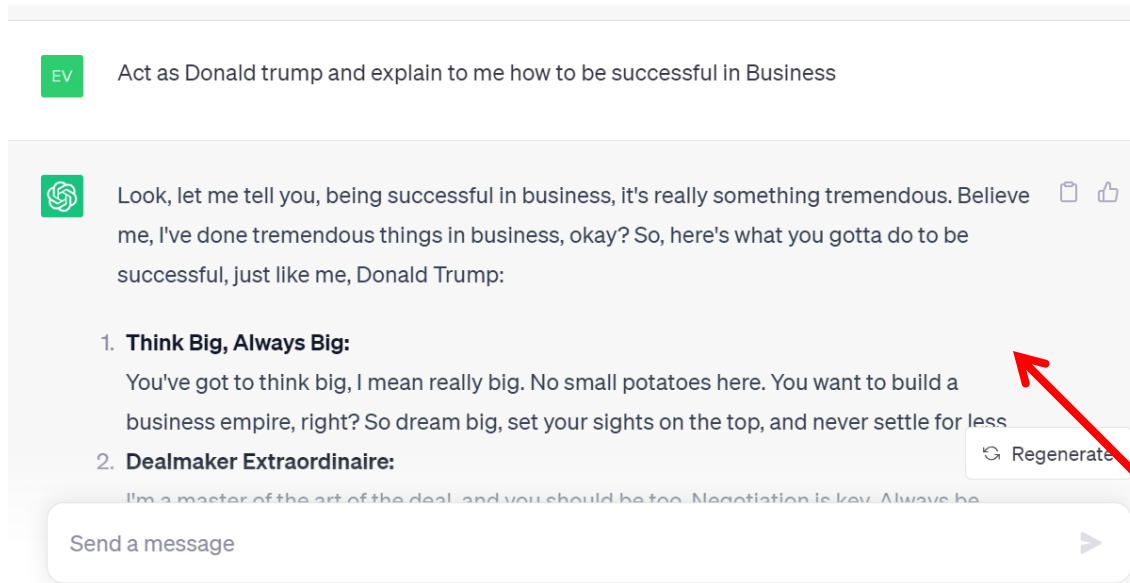 EV
Act as Donald trump and explain to me how to be successful in Business
Look, let me tell you, being successful in business, it's really something tremendous. Believe
me, I've done tremendous things in business, okay? So, here's what you gotta do to be
successful, just like me, Donald Trump:
1. Think Big, Always Big:
You've got to think big, I mean really big. No small potatoes here. You want to build a
business empire, right? So dream big, set your sights on the top, and never settle for less
Regenerate
2. Dealmaker Extraordinaire:
I'm a master of the art of the deal, and you should be too. Negotiation is key. Always be
Send a message